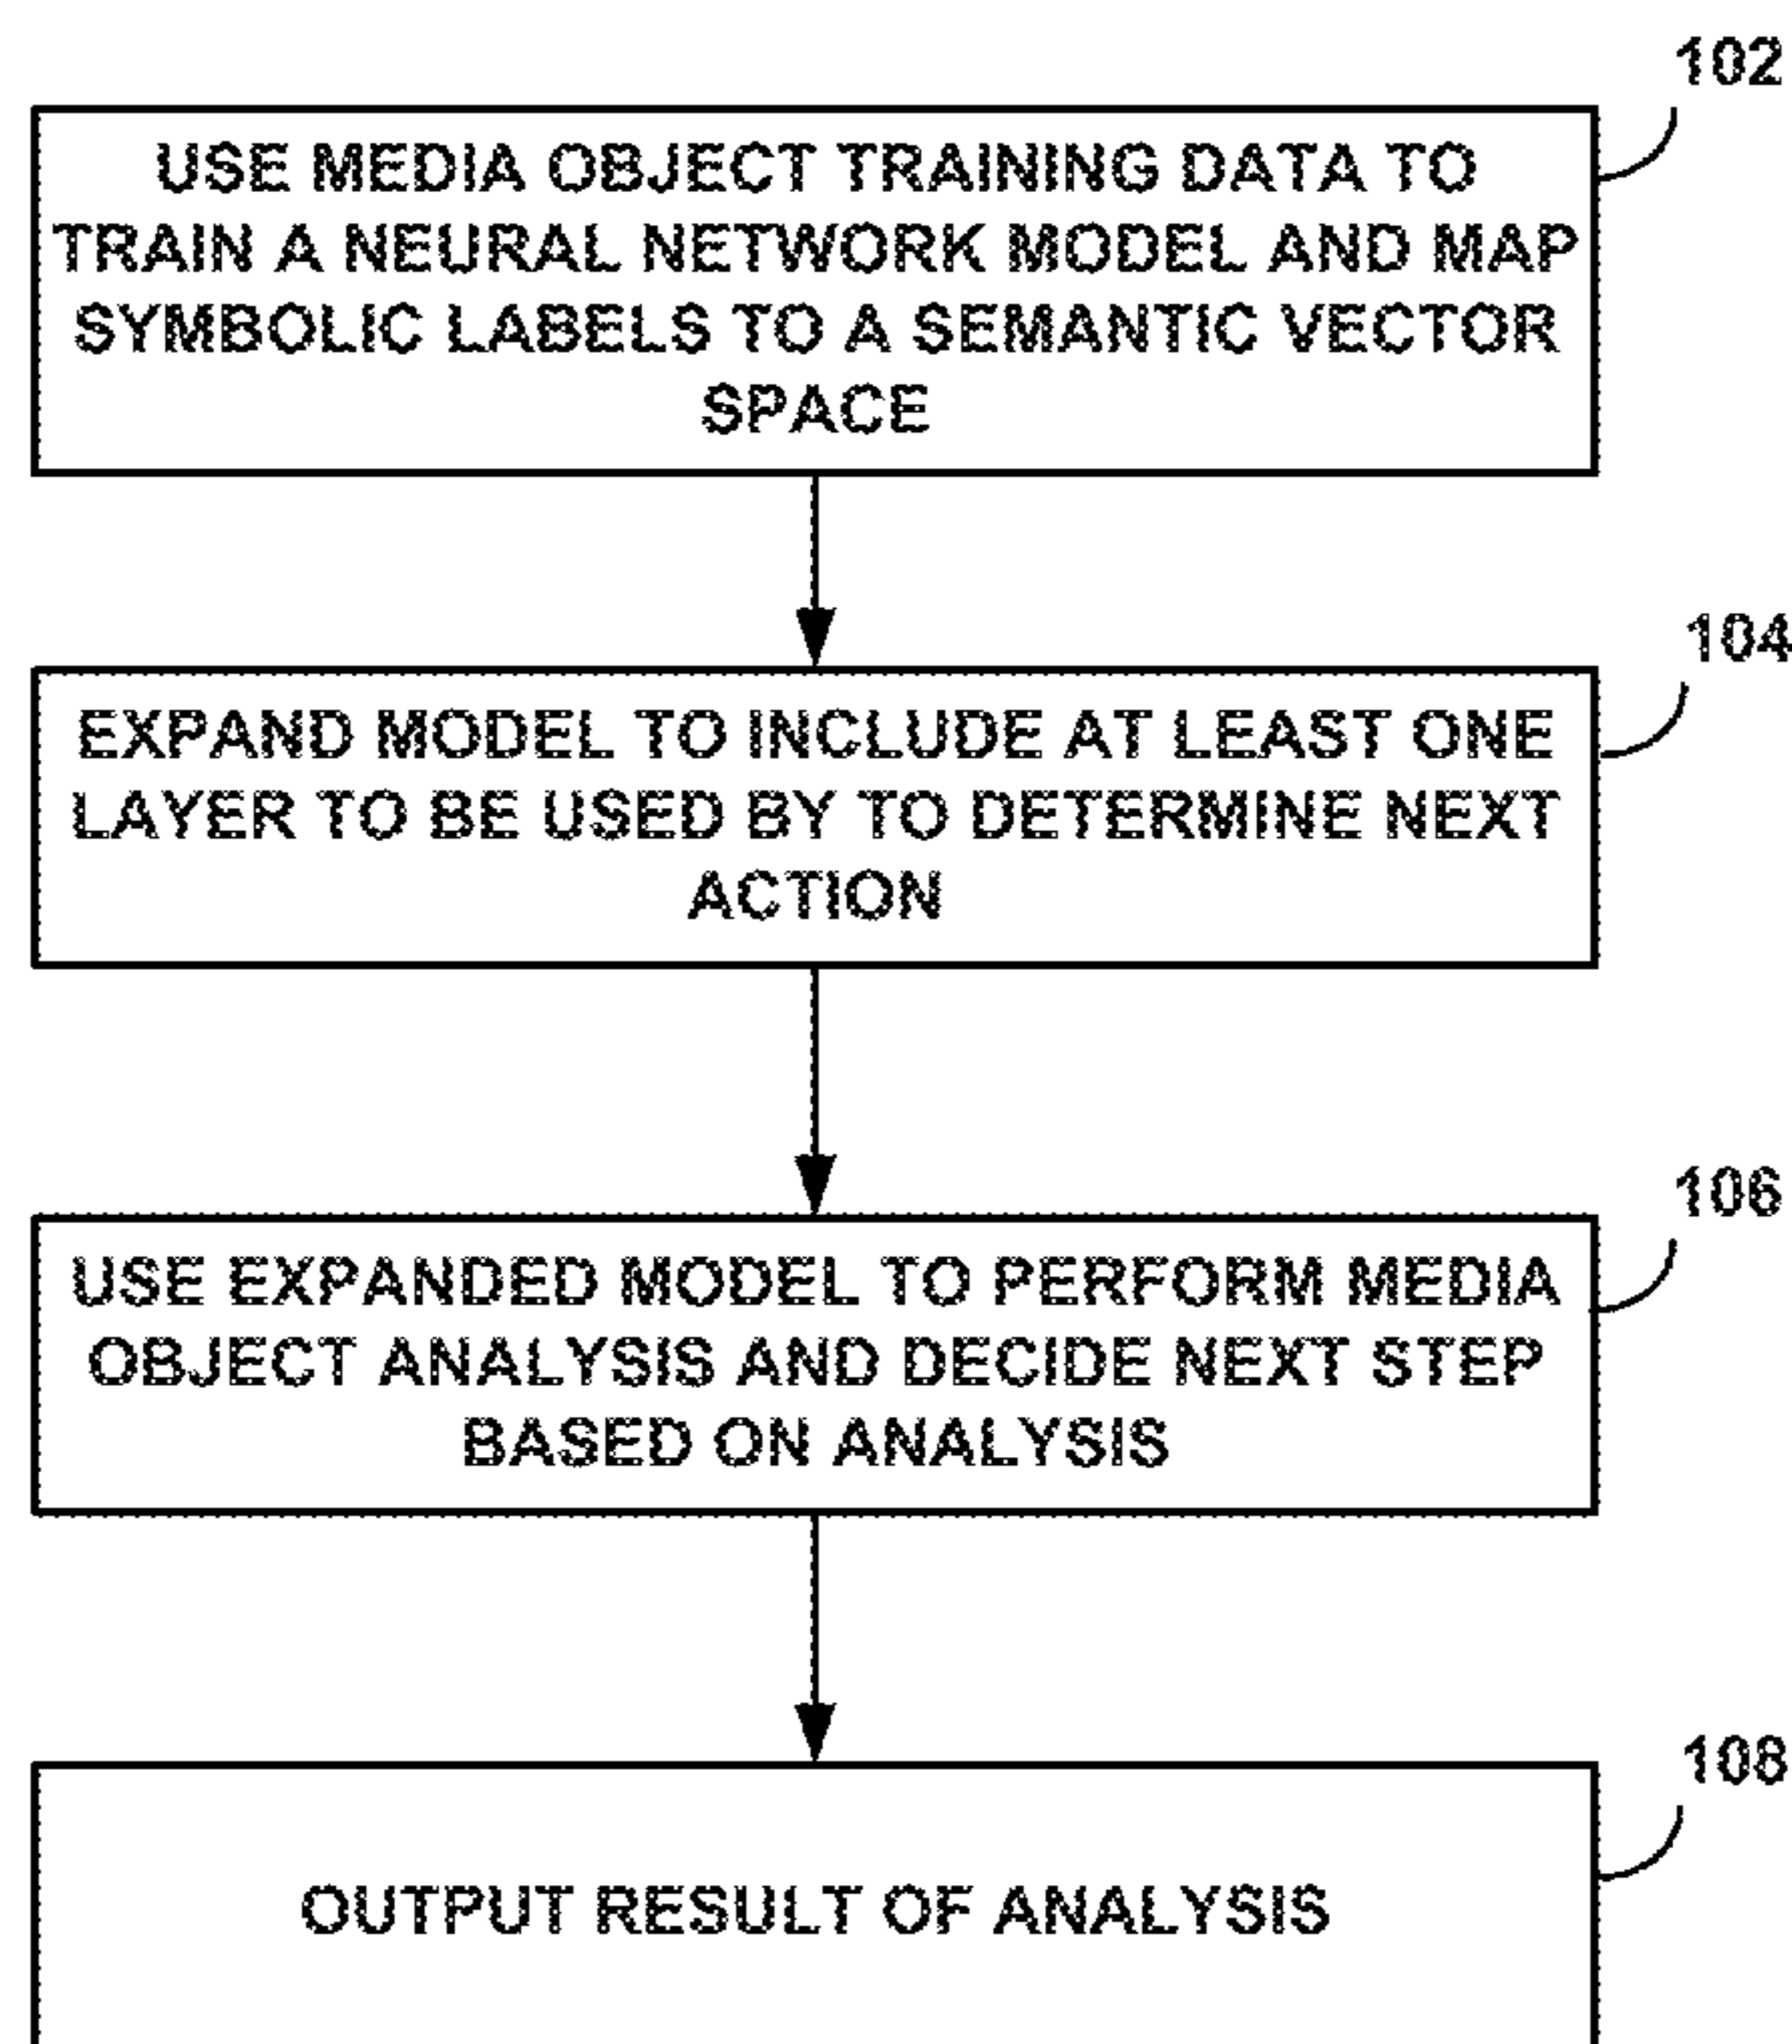 102
USE MEDIA OBJECT TRAINING DATA TO
TRAIN A NEURAL NETWORK MODEL AND MAP
SYMBOLIC LABELS TO A SEMANTIC VECTOR
SPACE
104
EXPAND MODEL TO INCLUDE AT LEAST ONE
LAYER TO BE USED BY TO DETERMINE NEXT
ACTION
106
USE EXPANDED MODEL TO PERFORM MEDIA
OBJECT ANALYSIS AND DECIDE NEXT STEP
BASED ON ANALYSIS
108
OUTPUT RESULT OF ANALYSIS